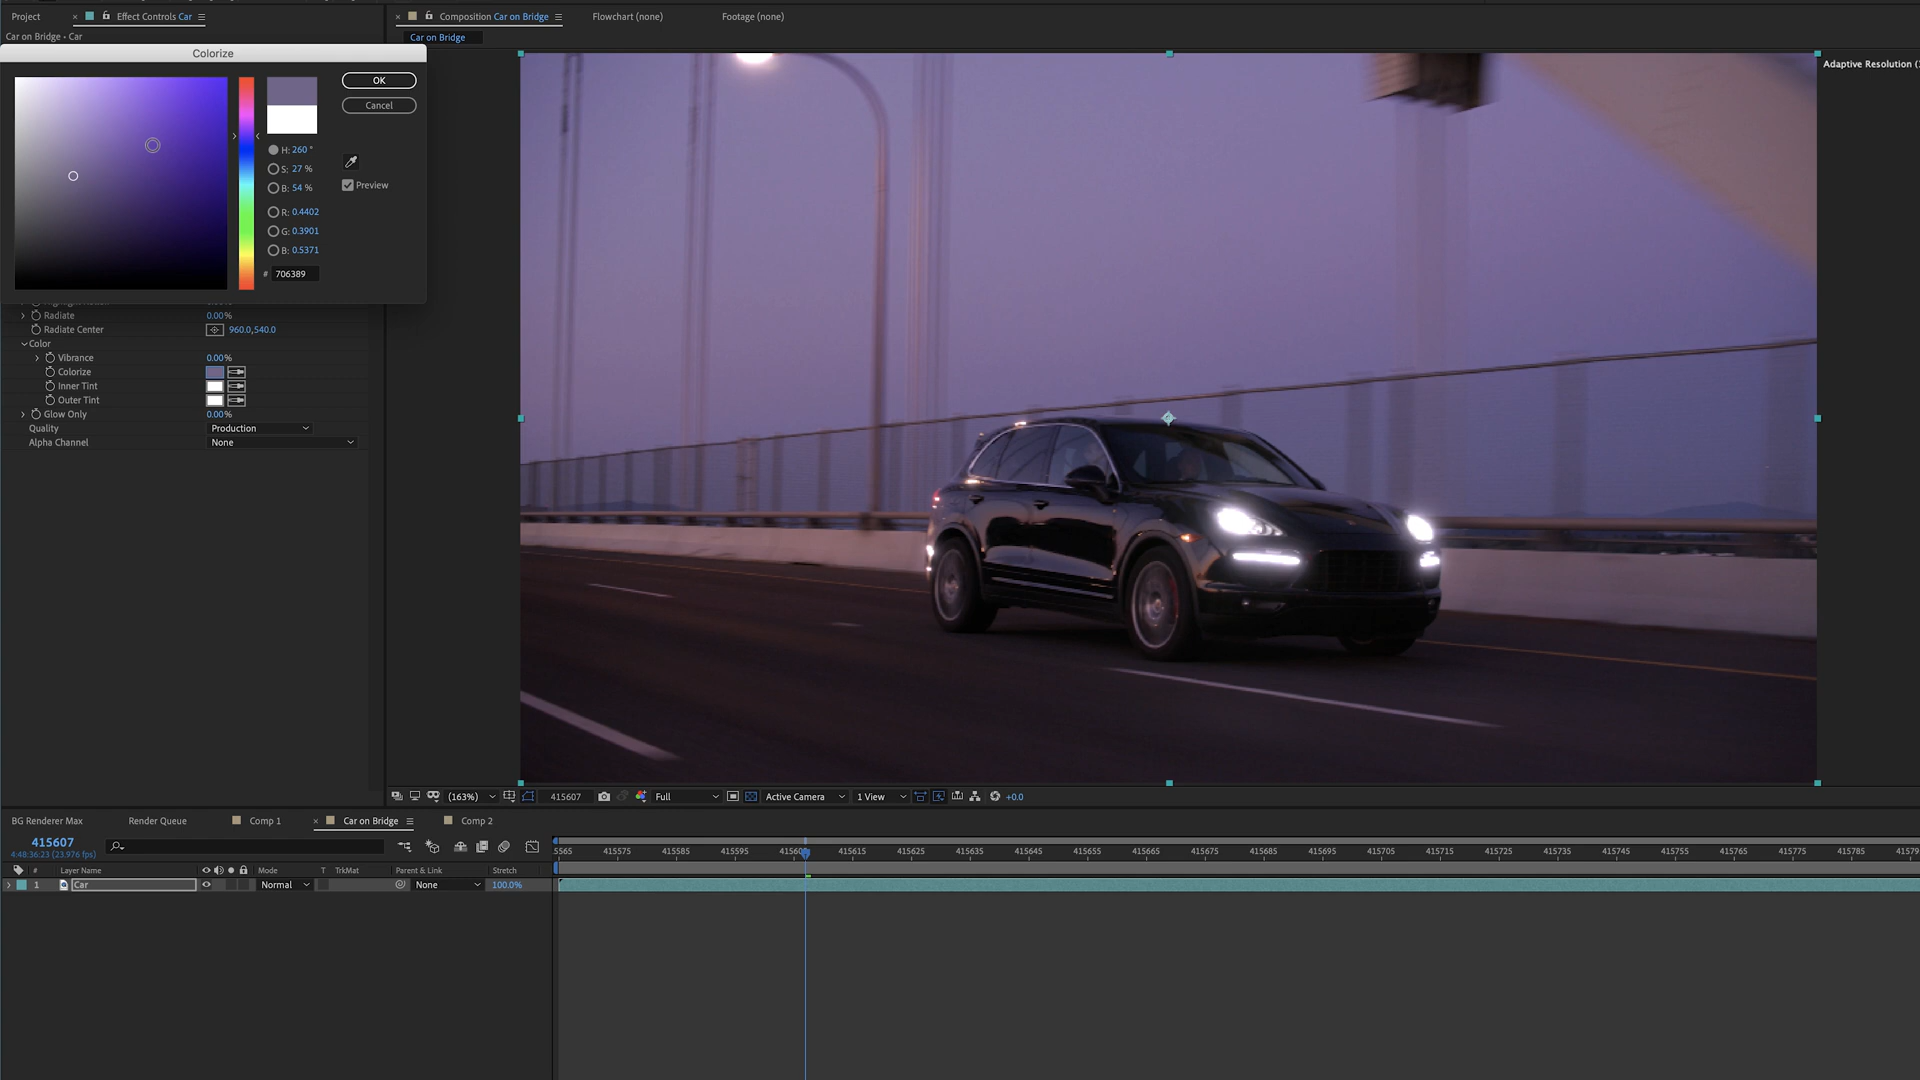 Project
× Effect Controls Car
× Composition Car on Bridge
Flowchart (none)
Footage (none)
Car on Bridge • Car
Car on Bridge
Colorize
Adaptive Resolution (
OK
Cancel
H: 260 °
S: 27 %
B: 54 %
Preview
R: 0.4402
G: 0.3901
B: 0.5371
# 706389
Radiate 0.00%
Radiate Center 960.0,540.0
Color
Vibrance 0.00%
Colorize
Inner Tint
Outer Tint
Glow Only 0.00%
Quality Production
Alpha Channel None
(163%) 415607 Full Active Camera 1 View +0.0
BG Renderer Max Render Queue Comp 1 × Car on Bridge Comp 2
415607
4:48:36:23 (23.976 fps)
5565 415575 415585 415595 41560 415615 415625 415635 415645 415655 415665 415675 415685 415695 415705 415715 415725 415735 415745 415755 415765 415775 415785 41579
# Layer Name Mode T TrkMat Parent & Link Stretch
1 Car Normal None 100.0%